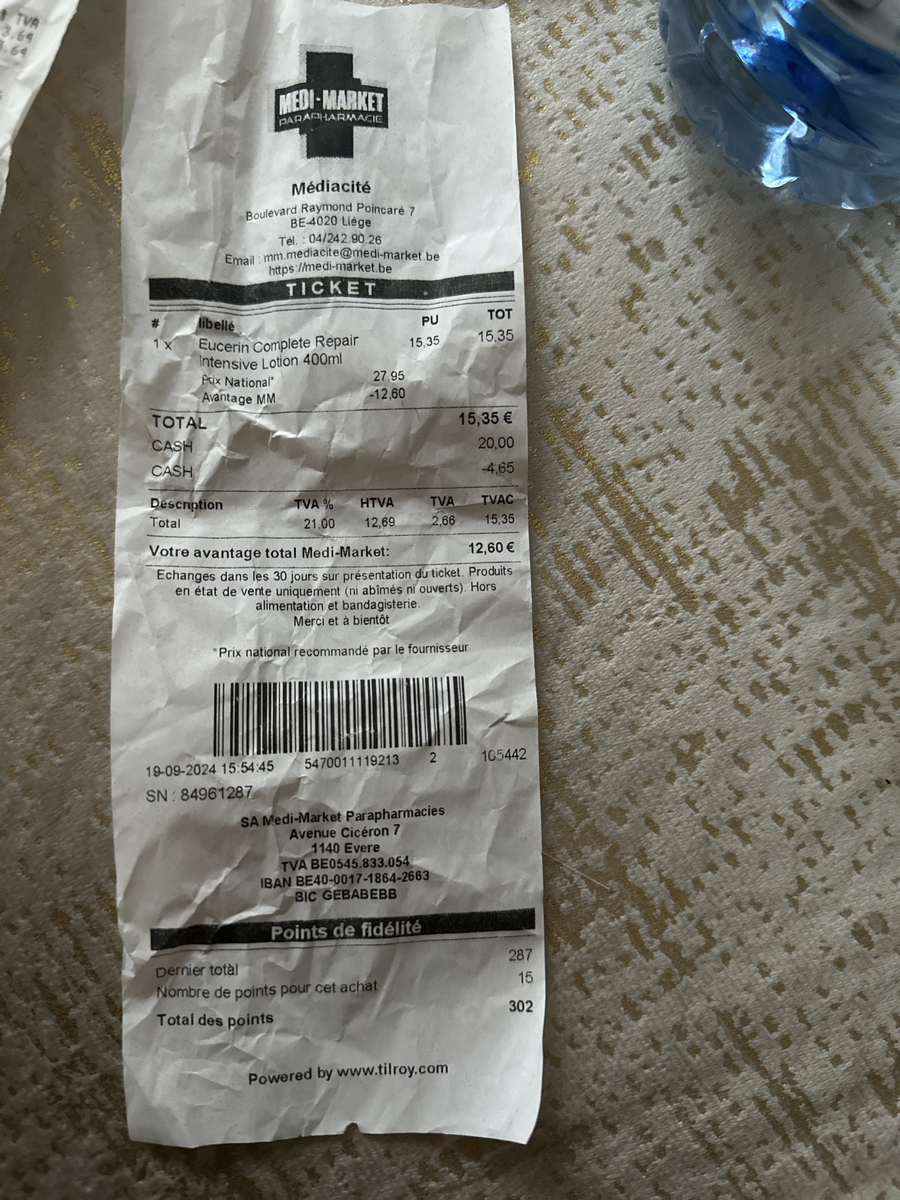 TVA
3,64
3,64
MEDI-MARKET
PARAPHARMACIE
Médiacité
Boulevard Raymond Poincaré 7
BE-4020 Liège
Tél. : 04/242.90.26
Email : mm.mediacite@medi-market.be
https://medi-market.be
TICKET
# libellé PU TOT
1 x Eucerin Complete Repair 15,35 15,35
Intensive Lotion 400ml
Prix National* 27,95
Avantage MM -12,60
TOTAL 15,35 €
CASH 20,00
CASH -4,65
Description TVA % HTVA TVA TVAC
Total 21,00 12,69 2,66 15,35
Votre avantage total Medi-Market: 12,60 €
Echanges dans les 30 jours sur présentation du ticket. Produits
en état de vente uniquement (ni abîmés ni ouverts). Hors
alimentation et bandagisterie.
Merci et à bientôt
*Prix national recommandé par le fournisseur
19-09-2024 15:54:45 5470011119213 2 105442
SN : 84961287
SA Medi-Market Parapharmacies
Avenue Cicéron 7
1140 Evere
TVA BE0545.833.054
IBAN BE40-0017-1864-2663
BIC GEBABEBB
Points de fidélité
Dernier total 287
Nombre de points pour cet achat 15
Total des points 302
Powered by www.tilroy.com